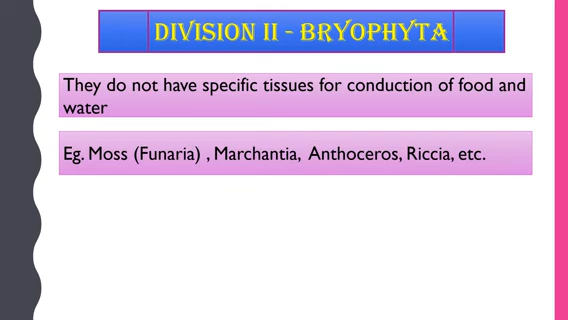 DIVISION II - BRYOPHYTA
They do not have specific tissues for conduction of food and
water
Eg. Moss (Funaria) , Marchantia, Anthoceros, Riccia, etc.